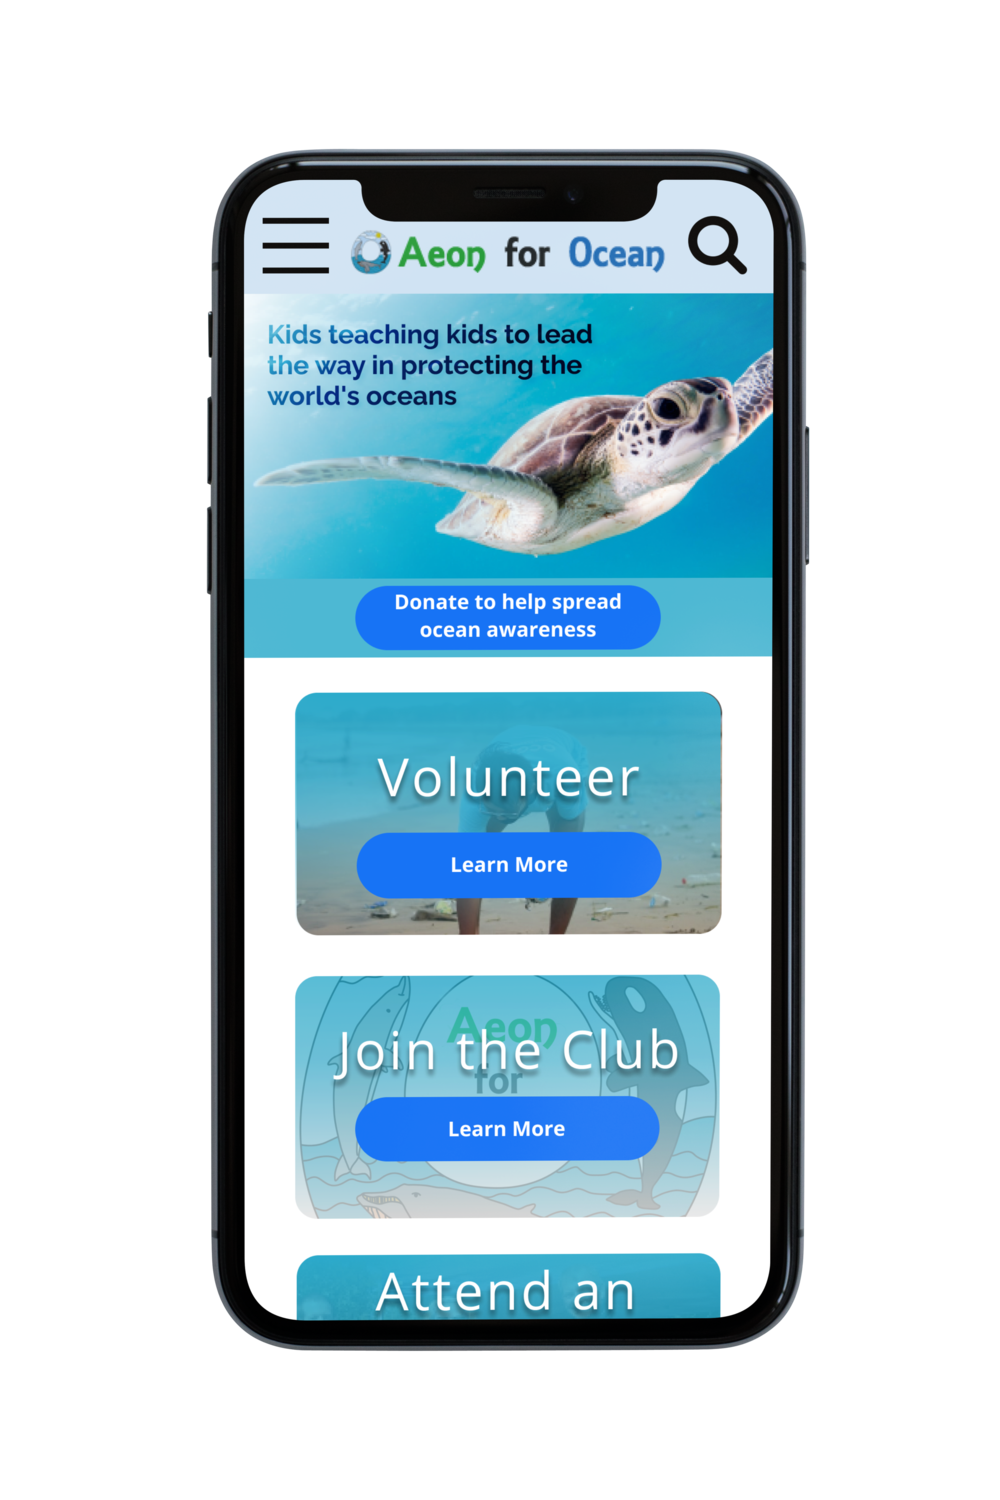 Aeon for Ocean
Kids teaching kids to lead
the way in protecting the
world's oceans
Donate to help spread
ocean awareness
Volunteer
Learn More
Aeon
Join the Club
for
Learn More
Attend an